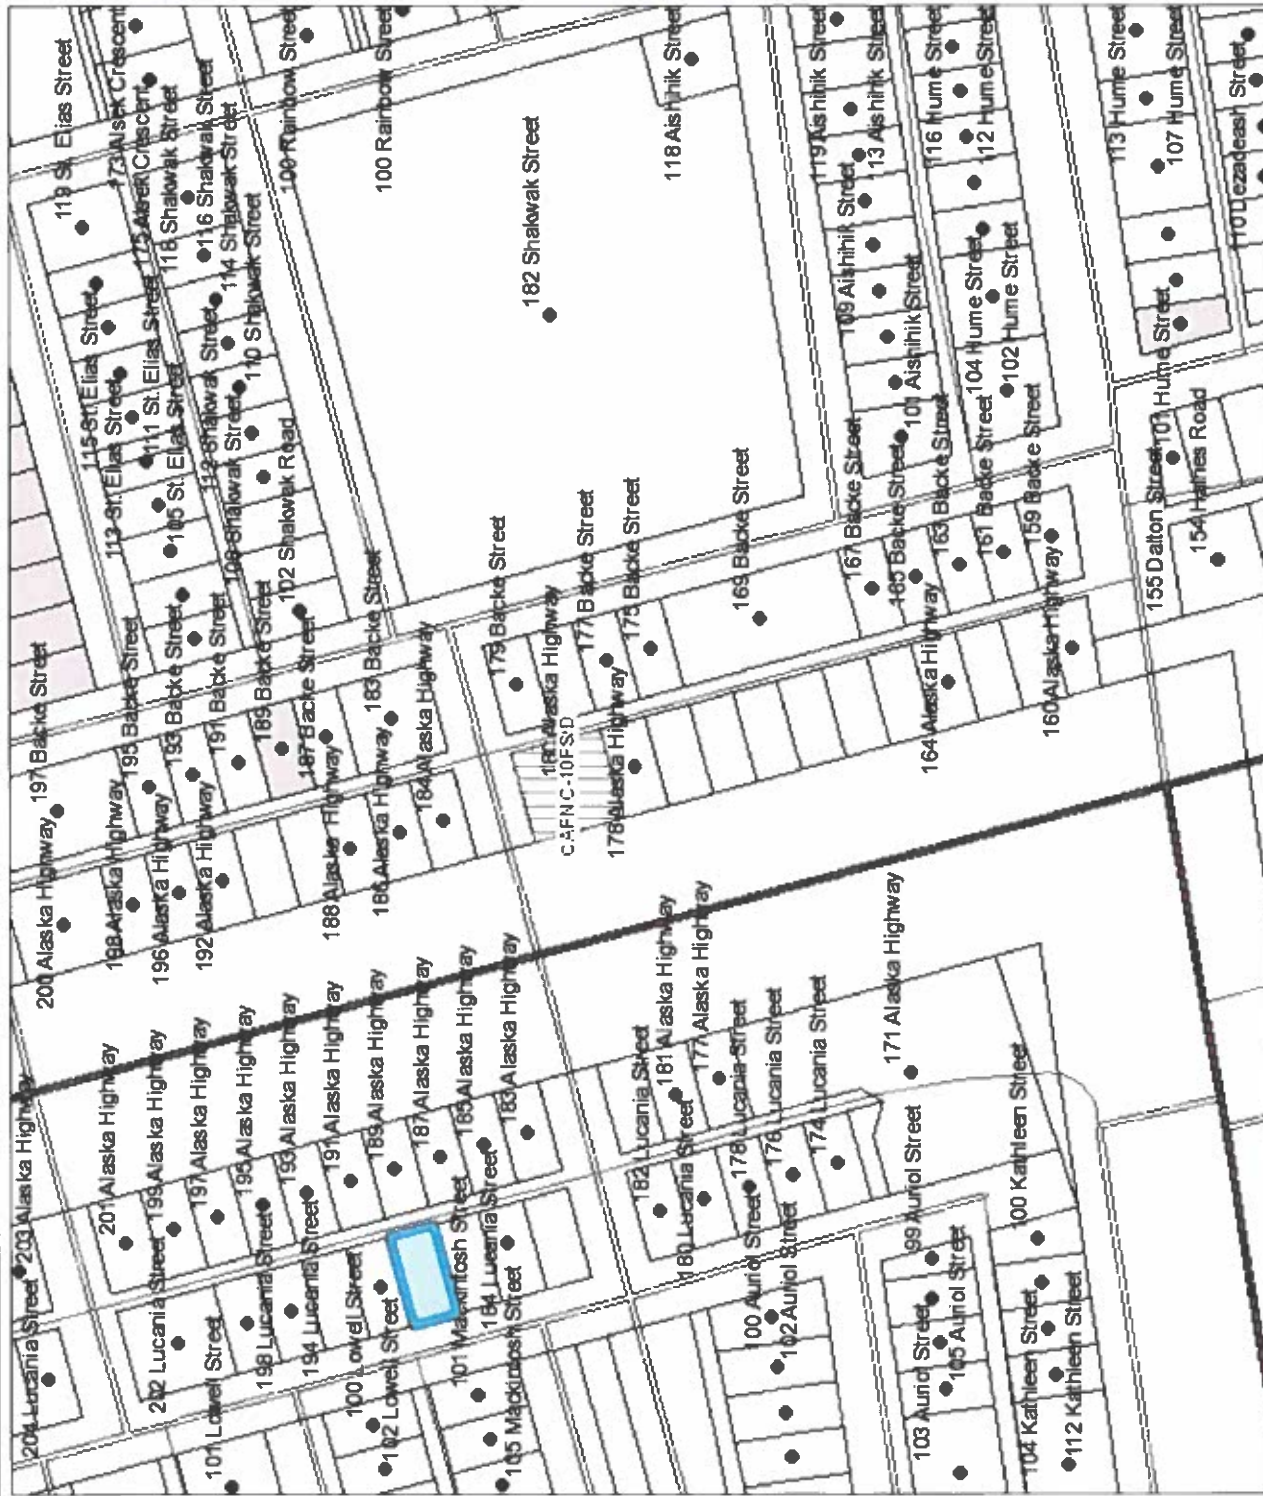 204 Lucania Street
203 Alaska Highway
200 Alaska Highway
197 Backe Street
119 St. Elias Street
201 Alaska Highway
198 Alaska Highway
195 Backe Street
113 St. Elias Street
115 St. Elias Street
173 Alsek Crescent
202 Lucania Street
199 Alaska Highway
196 Alaska Highway
193 Backe Street
111 St. Elias Street
175 Alsek Crescent
101 Lowell Street
197 Alaska Highway
192 Alaska Highway
191 Backe Street
105 St. Elias Street
118 Shakwak Street
198 Lucania Street
195 Alaska Highway
189 Backe Street
108 Shakwak Street
112 Shakwak Street
116 Shakwak Street
194 Lucania Street
193 Alaska Highway
187 Backe Street
102 Shakwak Road
110 Shakwak Street
114 Shakwak Street
100 Lowel Street
191 Alaska Highway
188 Alaska Highway
183 Backe Street
100 Rainbow Street
102 Lowell Street
189 Alaska Highway
186 Alaska Highway
100 Rainbow Street
187 Alaska Highway
184 Alaska Highway
101 Mackintosh Street
185 Alaska Highway
179 Backe Street
184 Lucania Street
183 Alaska Highway
105 Mackintosh Street
182 Shakwak Street
Alaska Highway
CAFNC-10FS\D
177 Backe Street
178 Alaska Highway
175 Backe Street
182 Lucania Street
181 Alaska Highway
118 Aishihik Street
180 Lucania Street
177 Alaska Highway
178 Lucania Street
169 Backe Street
100 Auriol Street
176 Lucania Street
102 Auriol Street
174 Lucania Street
119 Aishihik Street
109 Aishihik Street
167 Backe Street
113 Aishihik Street
171 Alaska Highway
165 Backe Street
101 Aishihik Street
99 Auriol Street
103 Auriol Street
164 Alaska Highway
163 Backe Street
116 Hume Street
105 Auriol Street
161 Backe Street
104 Hume Street
112 Hume Street
100 Kathleen Street
102 Hume Street
104 Kathleen Street
160 Alaska Highway
159 Backe Street
112 Kathleen Street
113 Hume Street
155 Dalton Street
101 Hume Street
107 Hume Street
154 Haines Road
110 Dezadeash Street